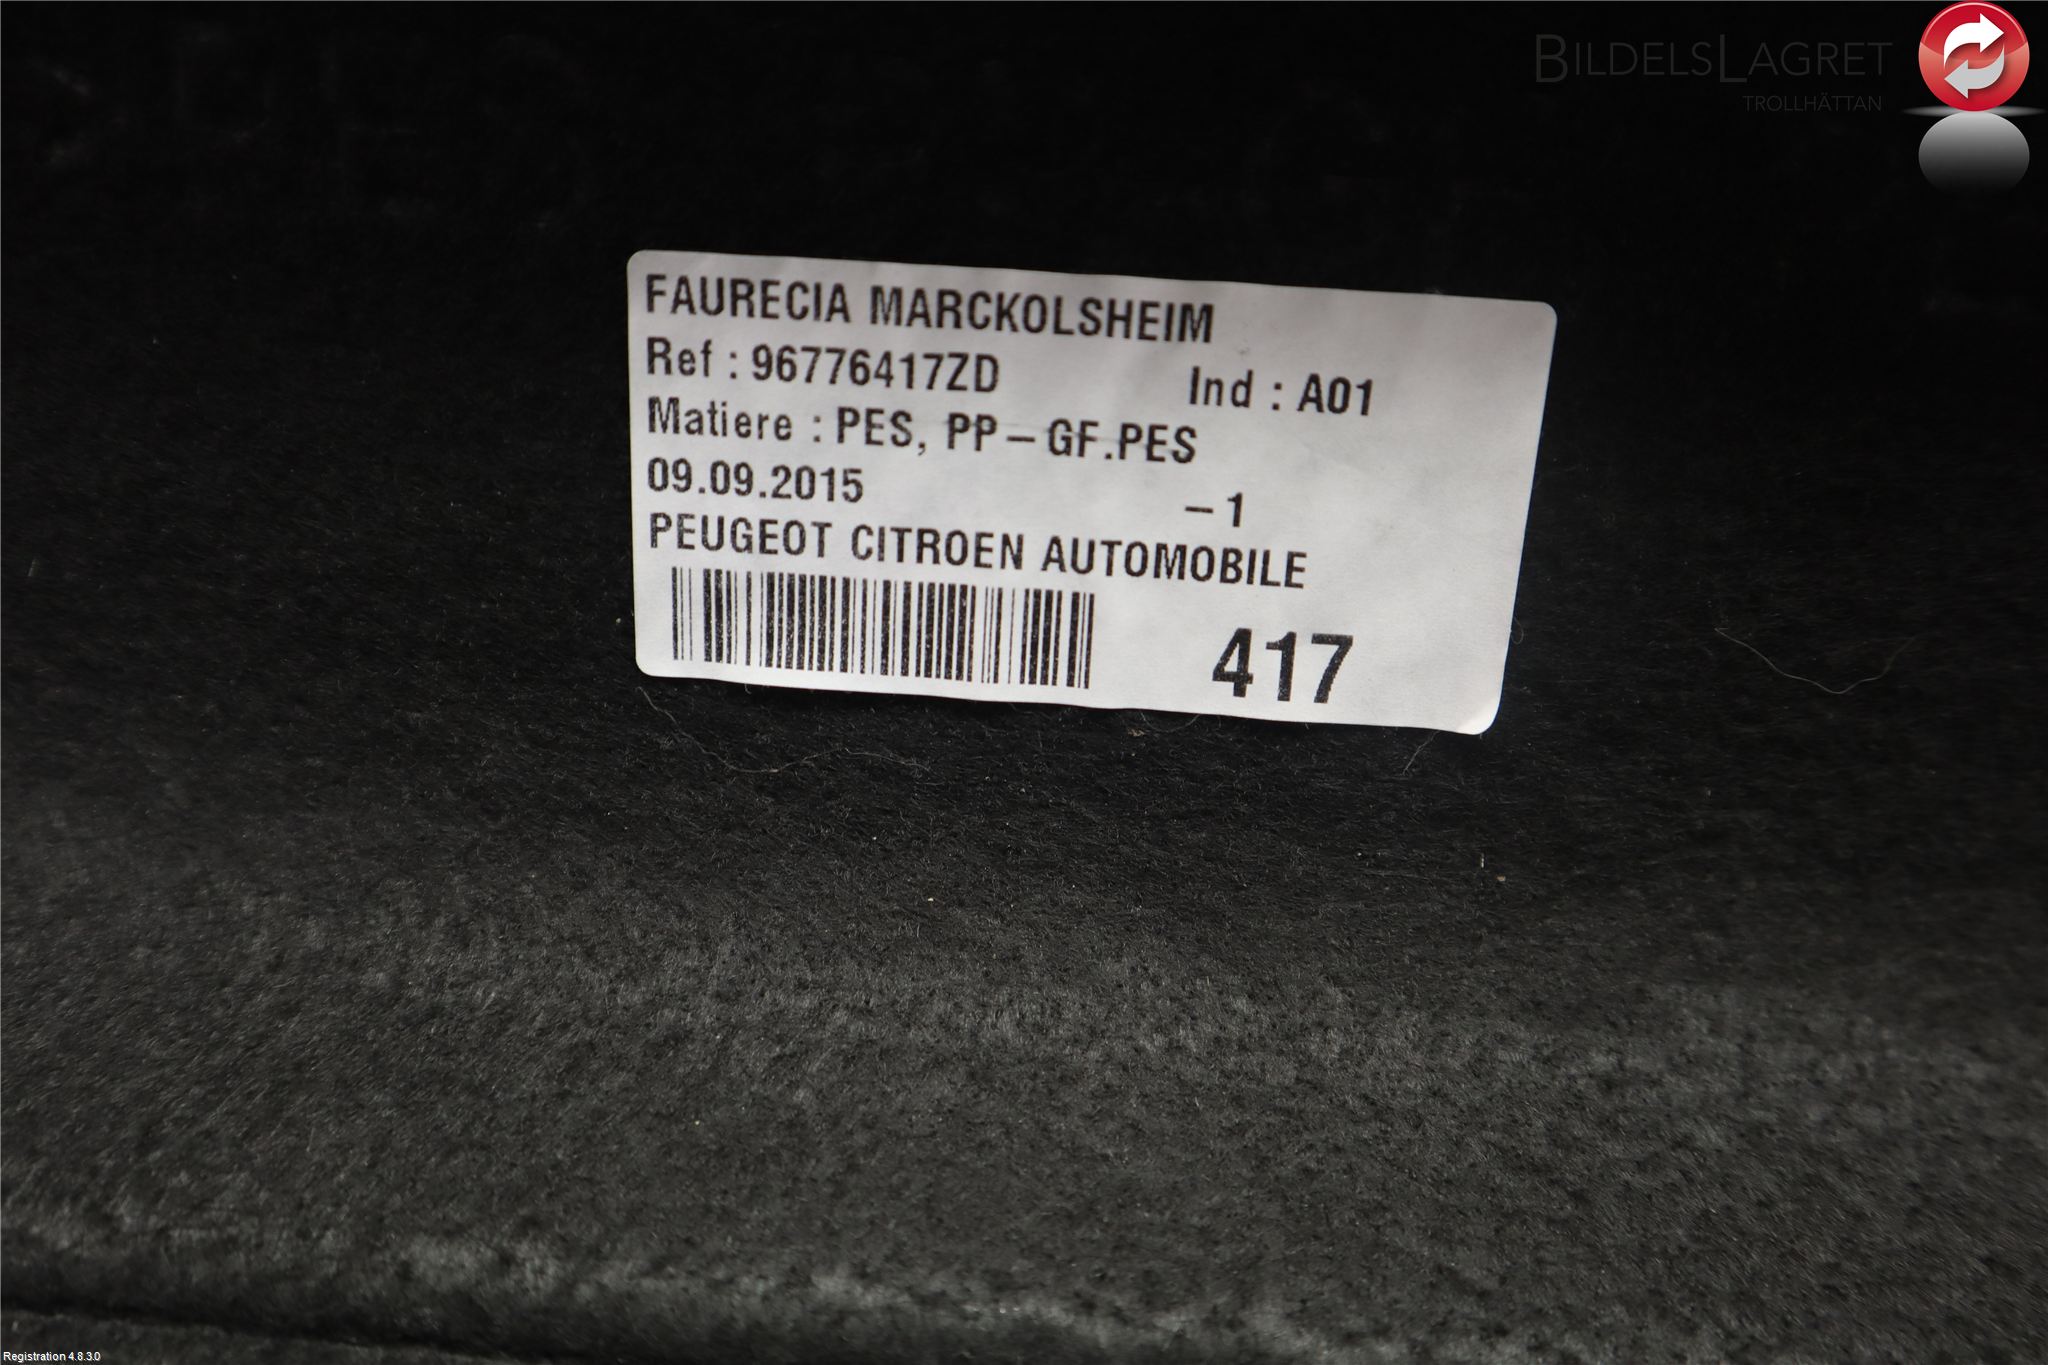 BILDELSLAGRET
TROLLHÄTTAN
FAURECIA MARCKOLSHEIM
Ref : 96776417ZD Ind : A01
Matiere : PES, PP-GF.PES
09.09.2015 -1
PEUGEOT CITROEN AUTOMOBILE
417
Registration 4.8.3.0